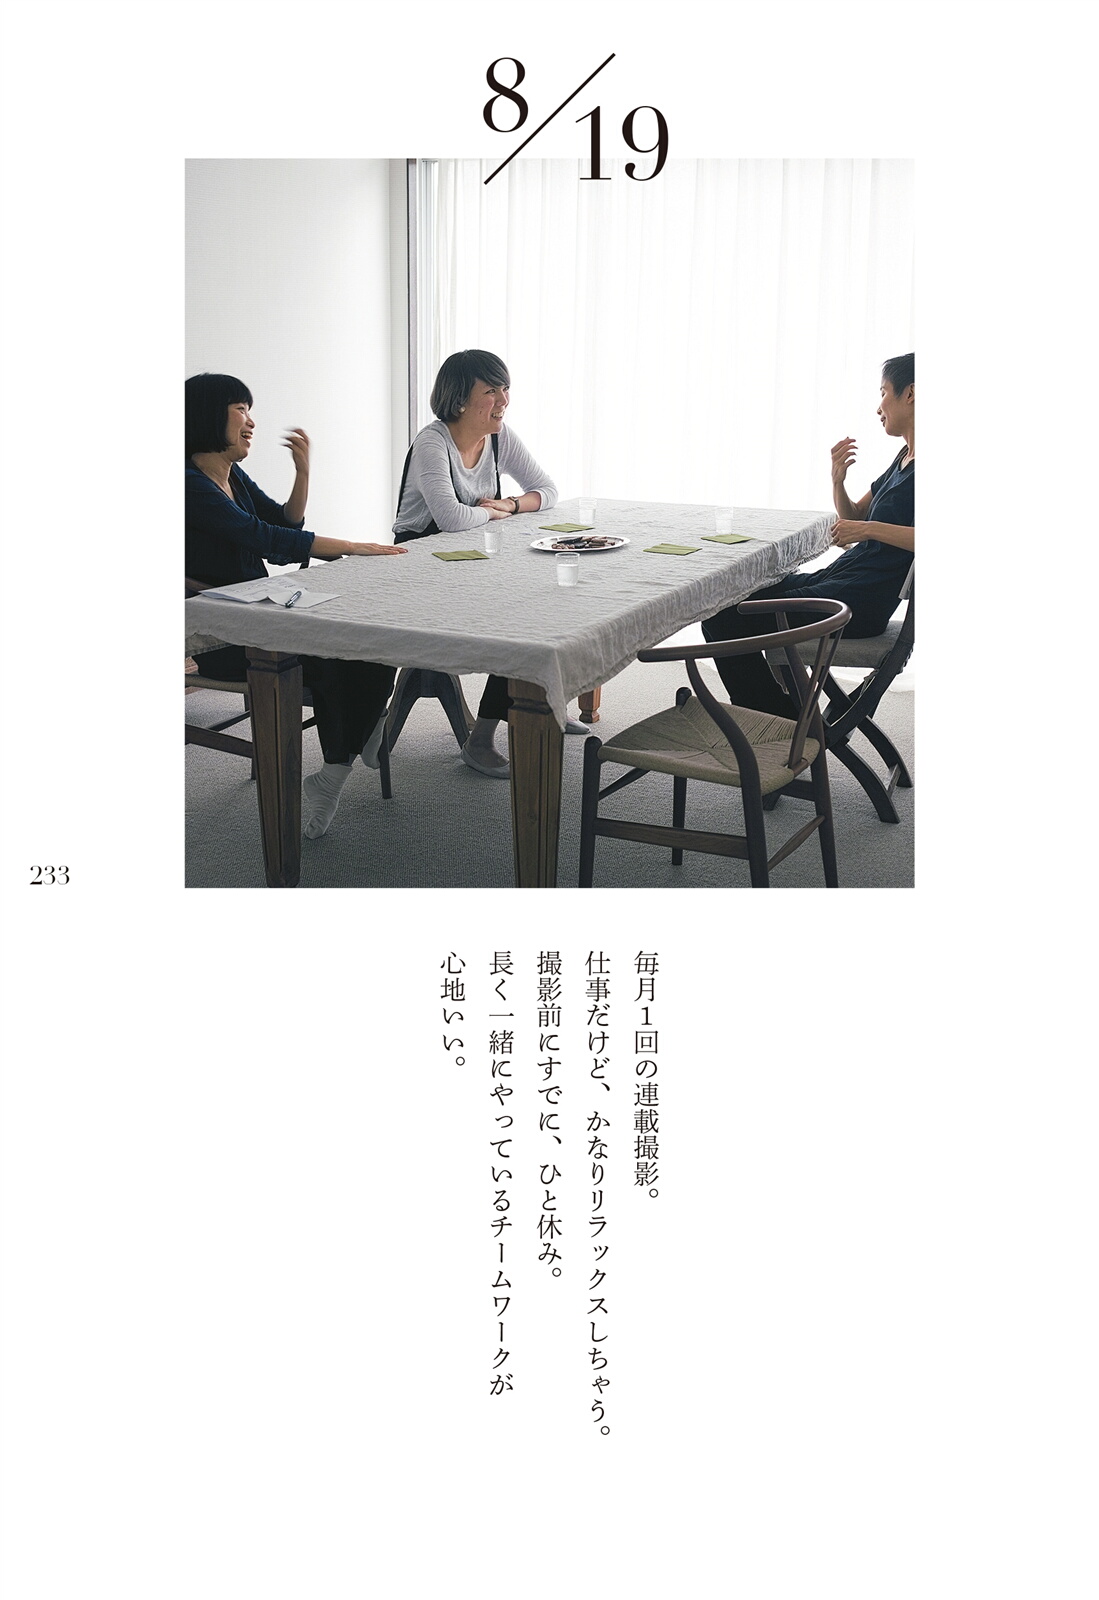 8/19
233
毎月1回の連載撮影。
仕事だけど、かなりリラックスしちゃう。
撮影前にすでに、ひと休み。
長く一緒にやっているチームワークが
心地いい。